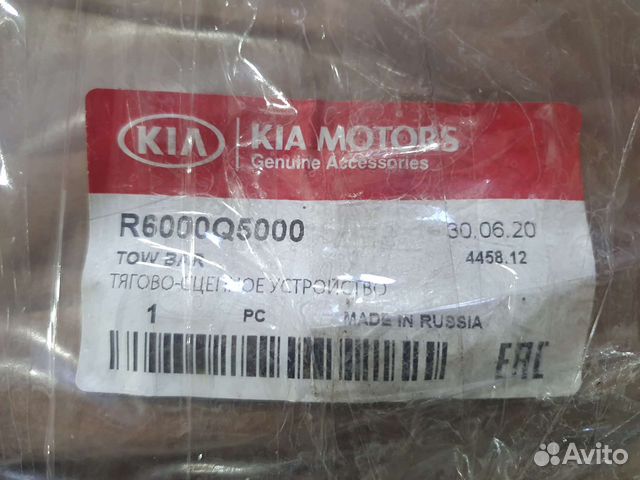 KIA
KIA MOTORS
Genuine Accessories
R6000Q5000
30.06.20
TOW BAR
4458.12
ТЯГОВО-СЦЕПНОЕ УСТРОЙСТВО
1 PC MADE IN RUSSIA
EAC
Avito